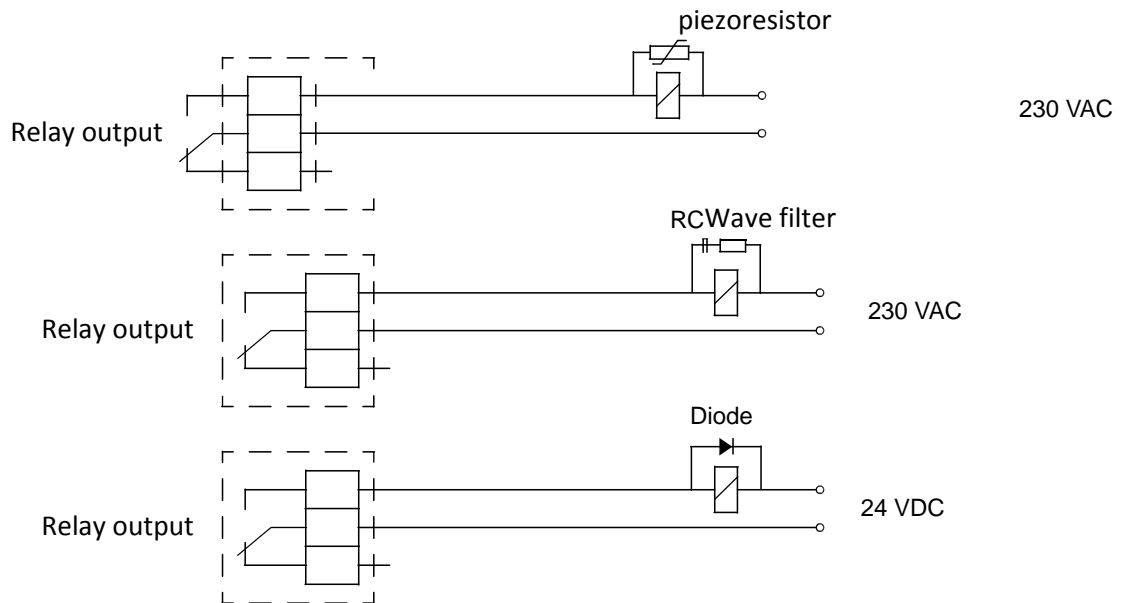 piezoresistor
230 VAC
Relay output
RCWave filter
230 VAC
Relay output
Diode
24 VDC
Relay output